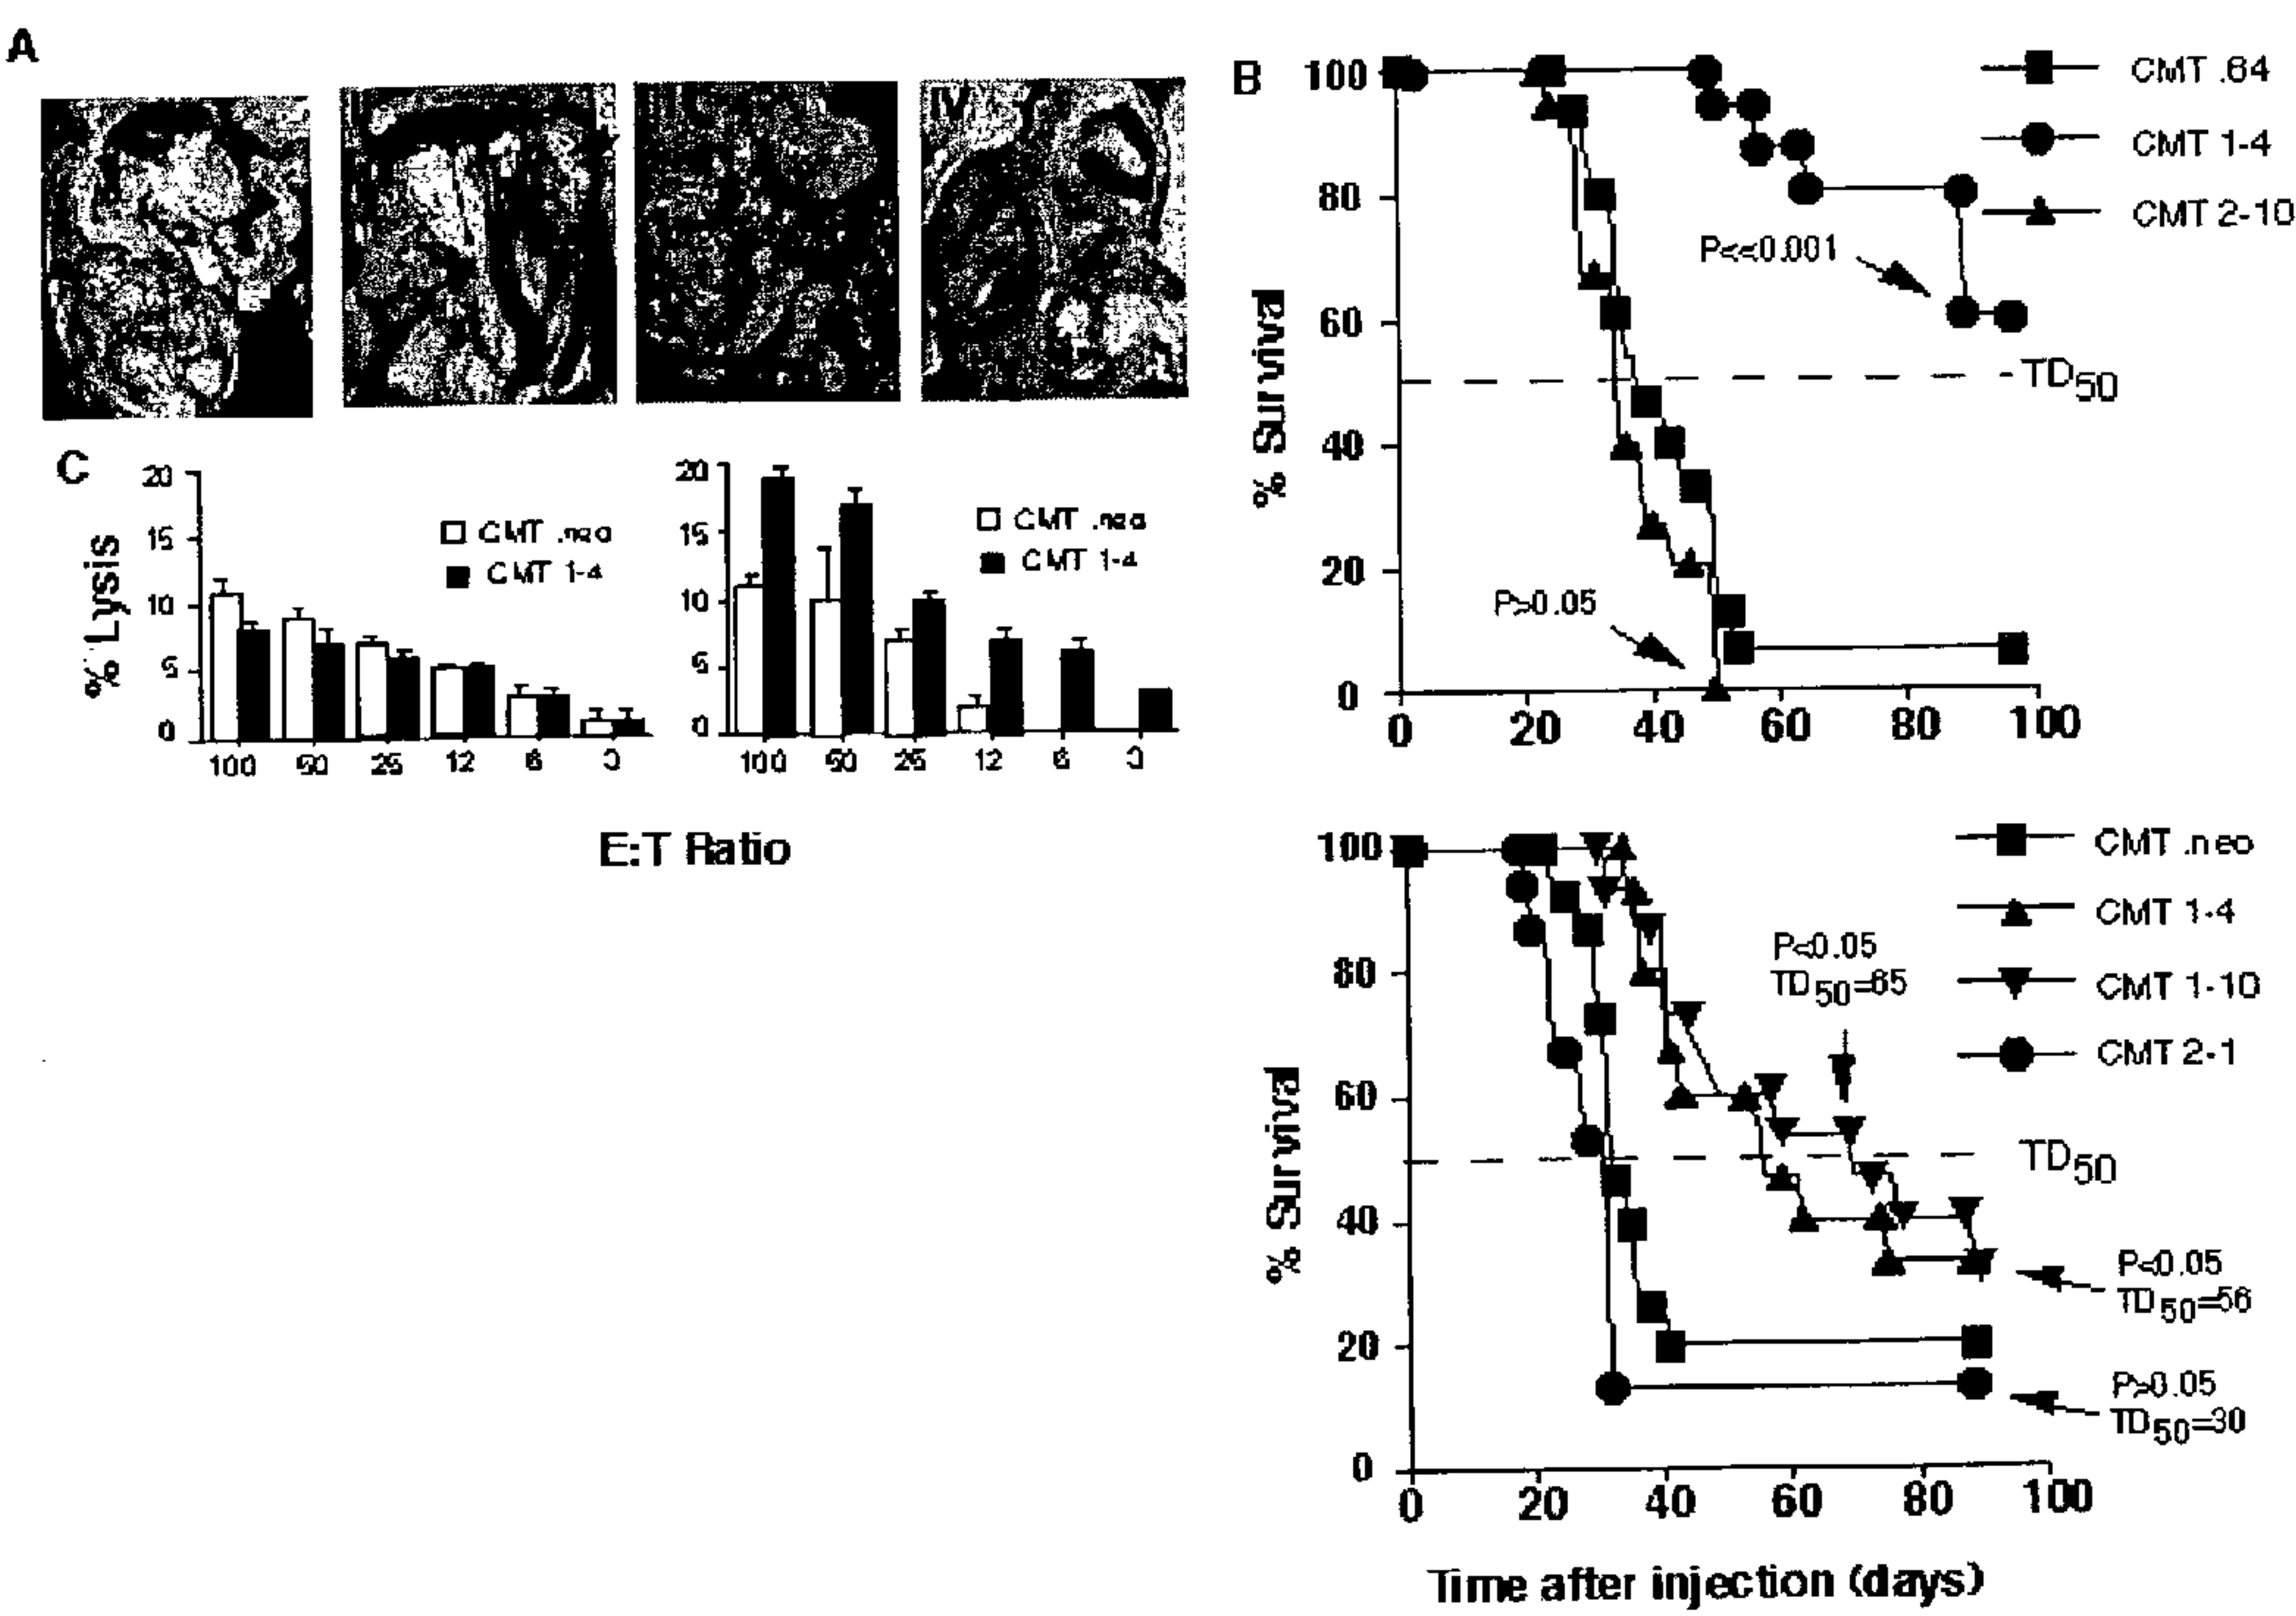 A
IV
B
100
80
60
40
20
0
% Survival
0 20 40 60 80 100
CMT .64
CMT 1-4
CMT 2-10
P<<0.001
TD50
P>0.05
C
% Lysis
20
15
10
5
0
CMT .neo
CMT 1-4
100 50 25 12 6 3
20
15
10
5
0
CMT .neo
CMT 1-4
100 50 25 12 6 3
E:T Ratio
100
80
60
40
20
0
% Survival
CMT .neo
CMT 1-4
CMT 1-10
CMT 2-1
P<0.05
TD50=65
TD50
P<0.05
TD50=56
P>0.05
TD50=30
0 20 40 60 80 100
Time after injection (days)